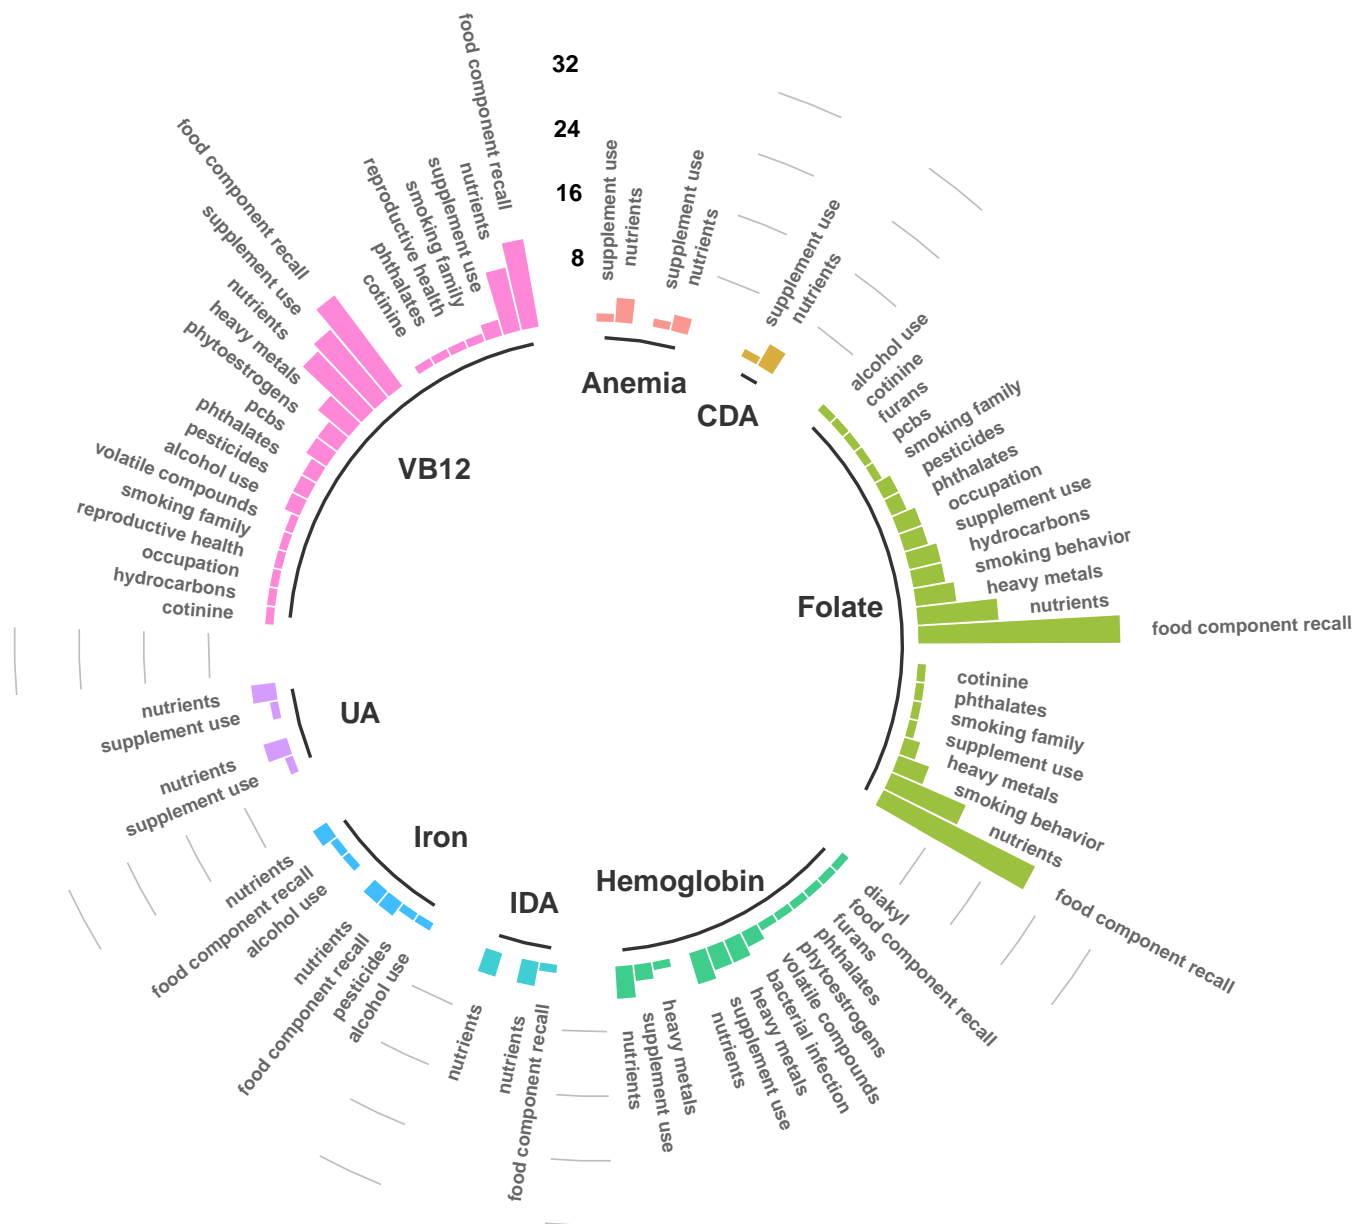 32
24
16
8
supplement use
nutrients
supplement use
nutrients
Anemia
supplement use
nutrients
CDA
alcohol use
cotinine
furans
pcbs
smoking family
pesticides
phthalates
occupation
supplement use
hydrocarbons
smoking behavior
heavy metals
nutrients
food component recall
Folate
cotinine
phthalates
smoking family
supplement use
heavy metals
smoking behavior
nutrients
food component recall
diakyl
food component recall
furans
phthalates
phytoestrogens
volatile compounds
bacterial infection
heavy metals
supplement use
nutrients
Hemoglobin
heavy metals
supplement use
nutrients
food component recall
nutrients
nutrients
IDA
alcohol use
pesticides
food component recall
nutrients
Iron
alcohol use
food component recall
nutrients
supplement use
nutrients
UA
supplement use
nutrients
cotinine
hydrocarbons
occupation
reproductive health
smoking family
volatile compounds
alcohol use
pesticides
phthalates
pcbs
phytoestrogens
heavy metals
nutrients
supplement use
food component recall
VB12
cotinine
phthalates
reproductive health
smoking family
supplement use
nutrients
food component recall